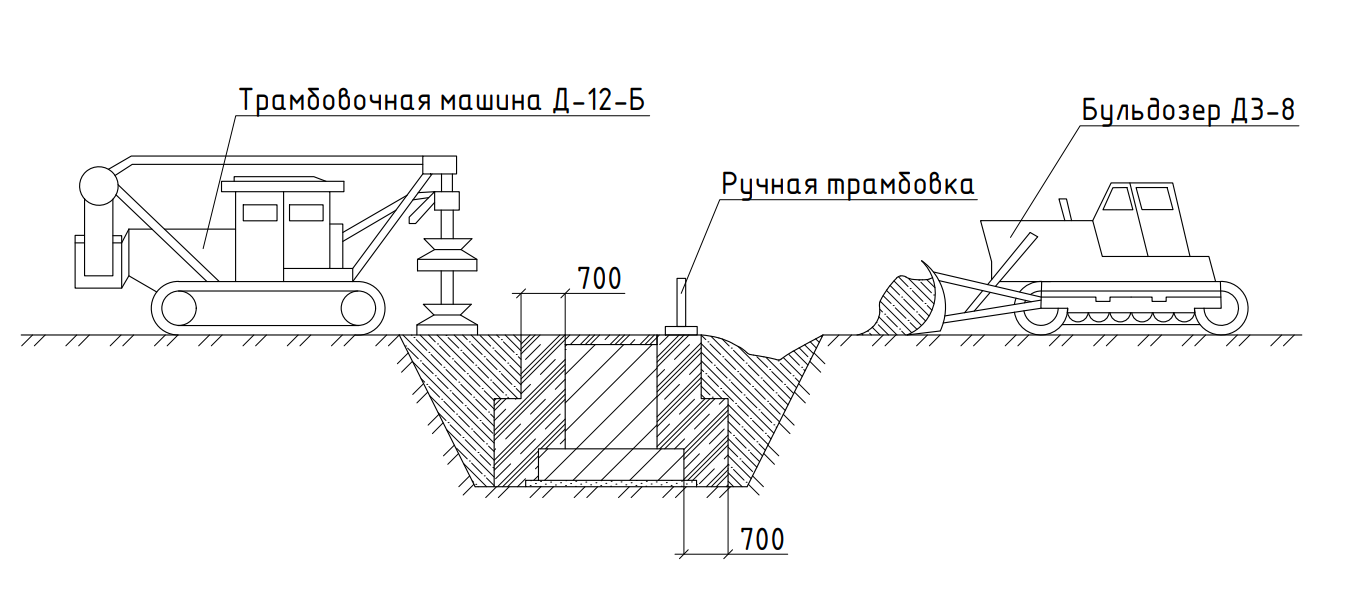 Трамбовочная машина Д-12-Б
Бульдозер ДЗ-8
Ручная трамбовка
700
700